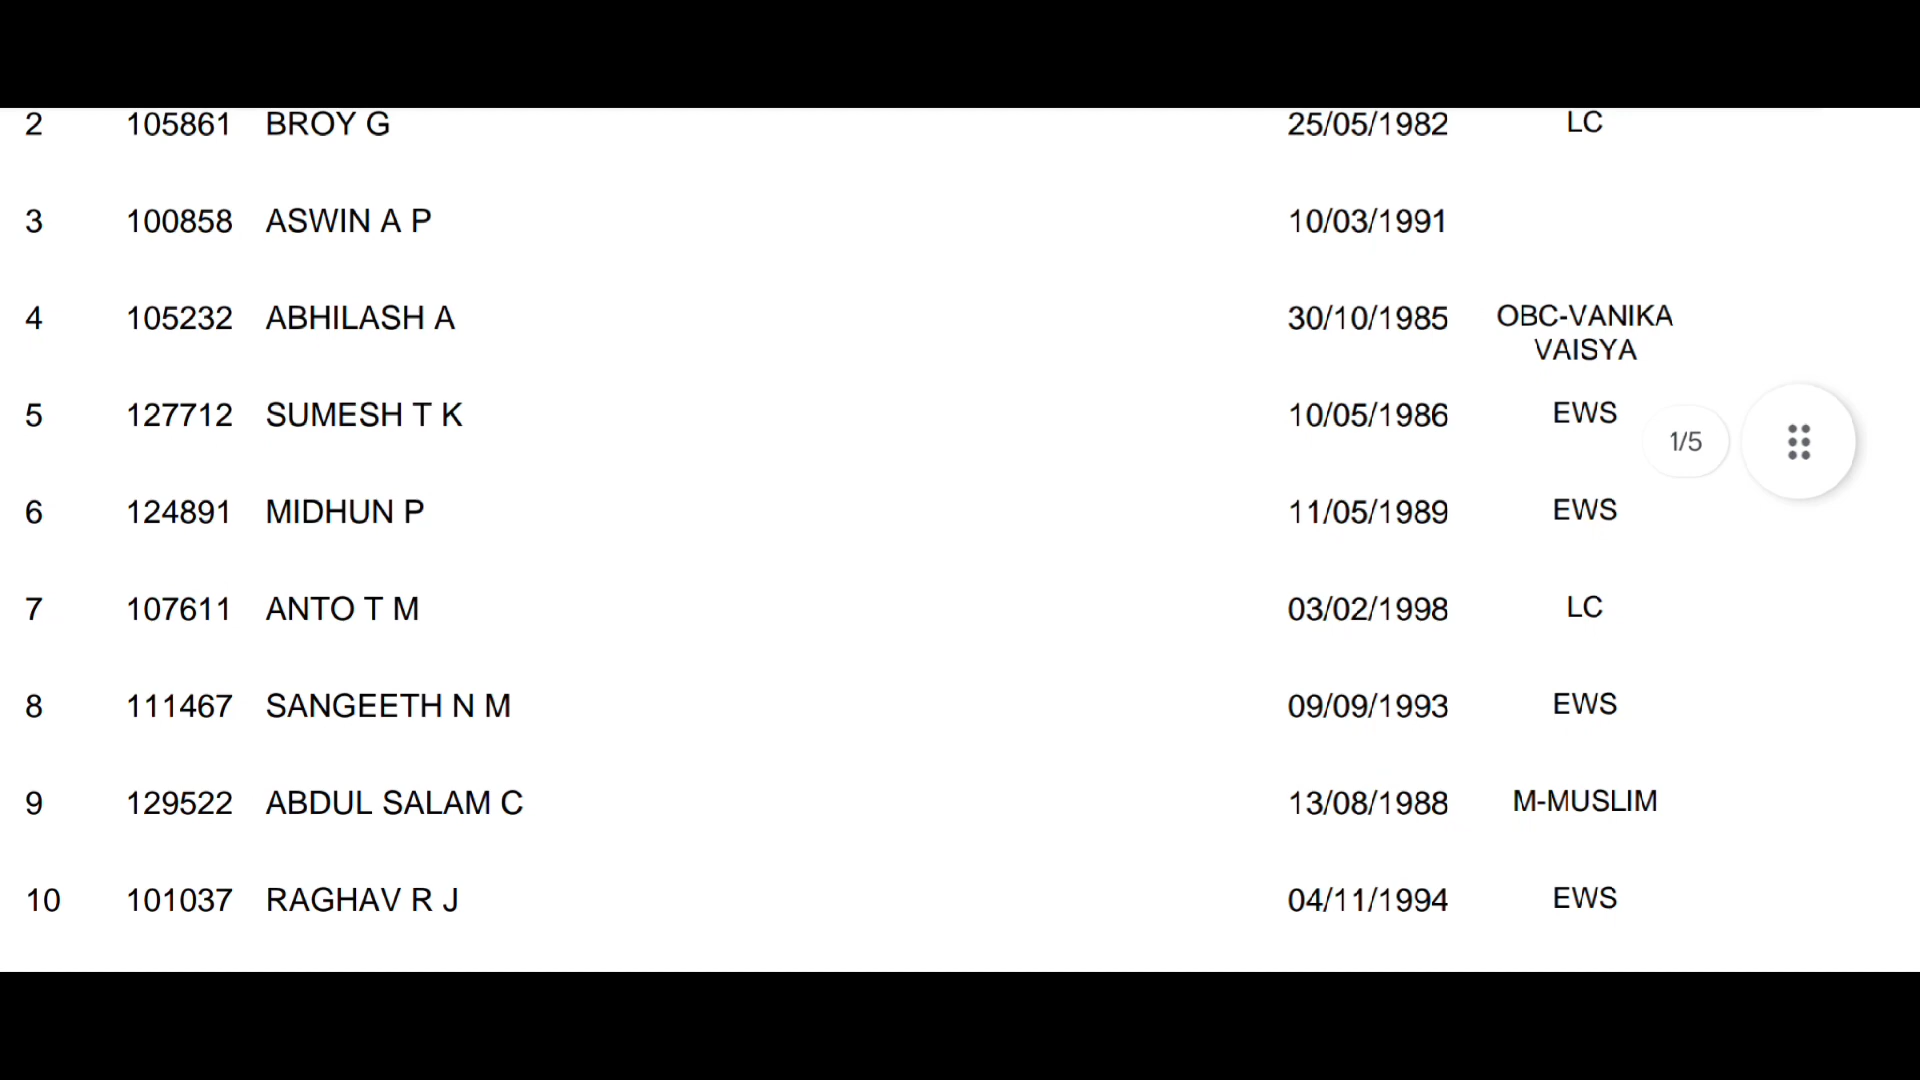 2 105861 BROY G 25/05/1982 LC
3 100858 ASWIN A P 10/03/1991
4 105232 ABHILASH A 30/10/1985 OBC-VANIKA
VAISYA
5 127712 SUMESH T K 10/05/1986 EWS
1/5
6 124891 MIDHUN P 11/05/1989 EWS
7 107611 ANTO T M 03/02/1998 LC
8 111467 SANGEETH N M 09/09/1993 EWS
9 129522 ABDUL SALAM C 13/08/1988 M-MUSLIM
10 101037 RAGHAV R J 04/11/1994 EWS